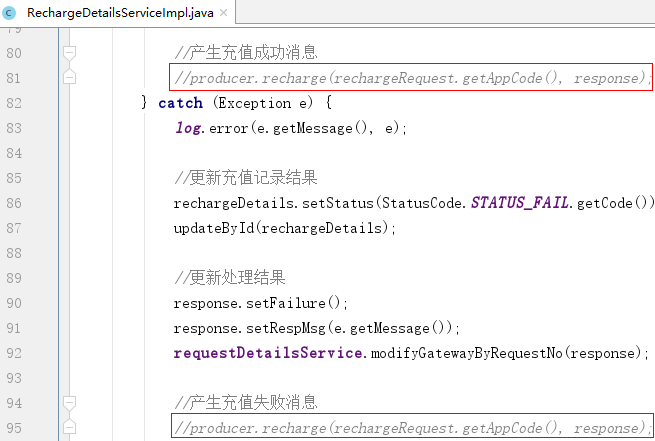 RechargeDetailsServiceImpl.java
80 //产生充值成功消息
81 //producer.recharge(rechargeRequest.getAppCode(), response);
82 } catch (Exception e) {
83 log.error(e.getMessage(), e);
84
85 //更新充值记录结果
86 rechargeDetails.setStatus(StatusCode.STATUS_FAIL.getCode())
87 updateById(rechargeDetails);
88
89 //更新处理结果
90 response.setFailure();
91 response.setRespMsg(e.getMessage());
92 requestDetailsService.modifyGatewayByRequestNo(response);
93
94 //产生充值失败消息
95 //producer.recharge(rechargeRequest.getAppCode(), response);